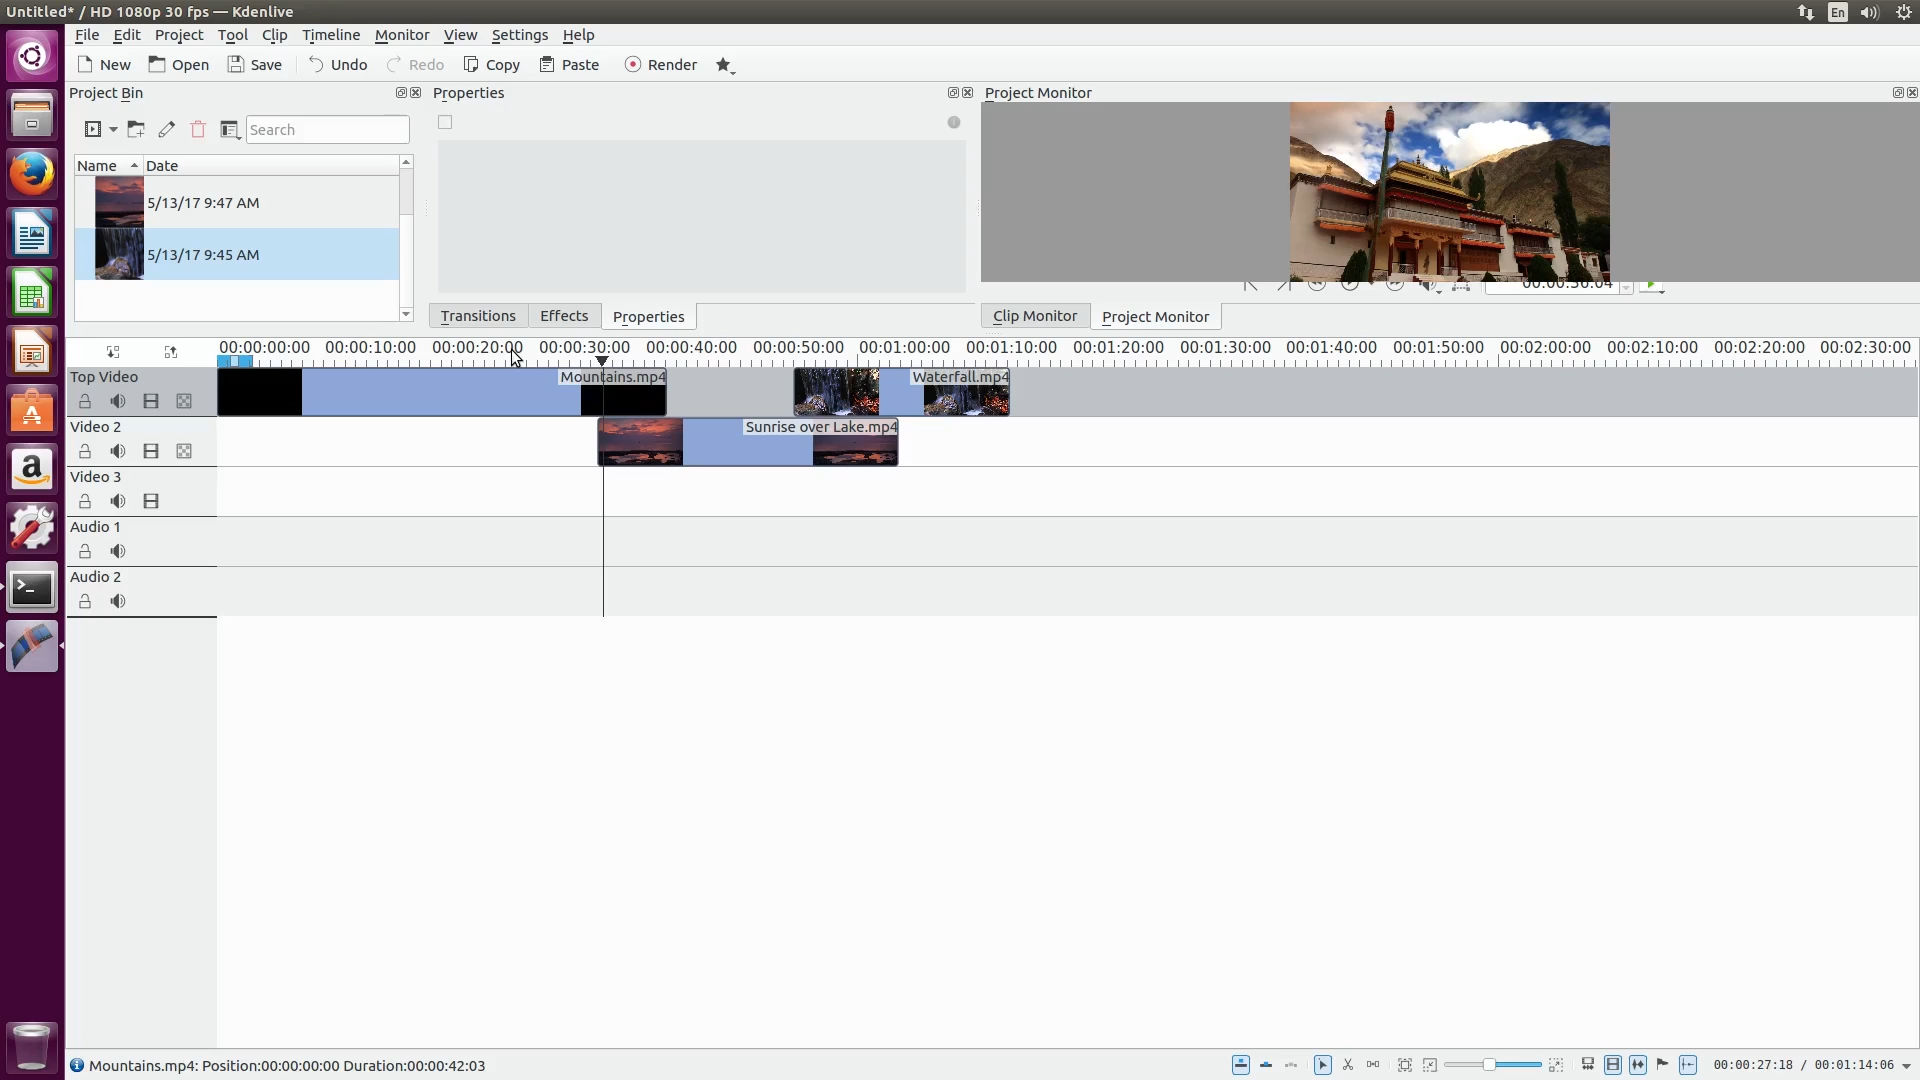 Untitled* / HD 1080p 30 fps — Kdenlive
En
File Edit Project Tool Clip Timeline Monitor View Settings Help
New Open Save Undo Redo Copy Paste Render
Project Bin
Properties
Project Monitor
Search
Name Date
5/13/17 9:47 AM
5/13/17 9:45 AM
00:00:36:04
Transitions Effects Properties
Clip Monitor Project Monitor
00:00:00:00 00:00:10:00 00:00:20:00 00:00:30:00 00:00:40:00 00:00:50:00 00:01:00:00 00:01:10:00 00:01:20:00 00:01:30:00 00:01:40:00 00:01:50:00 00:02:00:00 00:02:10:00 00:02:20:00 00:02:30:00
Top Video
Mountains.mp4
Waterfall.mp4
Video 2
Sunrise over Lake.mp4
Video 3
Audio 1
Audio 2
Mountains.mp4: Position:00:00:00:00 Duration:00:00:42:03
00:00:27:18 / 00:01:14:06